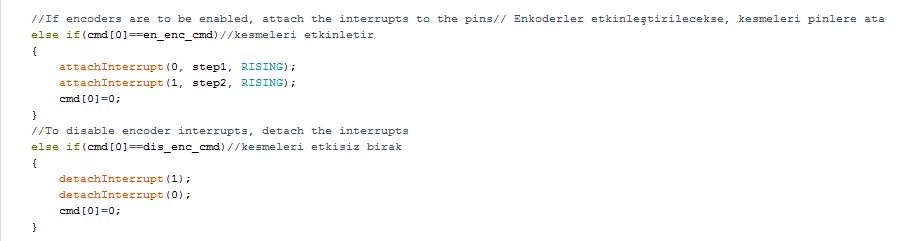 //If encoders are to be enabled, attach the interrupts to the pins// Enkoderler etkinleştirilecekse, kesmeleri pinlere ata
else if(cmd[0]==en_enc_cmd)//kesmeleri etkinletir
{
attachInterrupt(0, step1, RISING);
attachInterrupt(1, step2, RISING);
cmd[0]=0;
}
//To disable encoder interrupts, detach the interrupts
else if(cmd[0]==dis_enc_cmd)//kesmeleri etkisiz birak
{
detachInterrupt(1);
detachInterrupt(0);
cmd[0]=0;
}